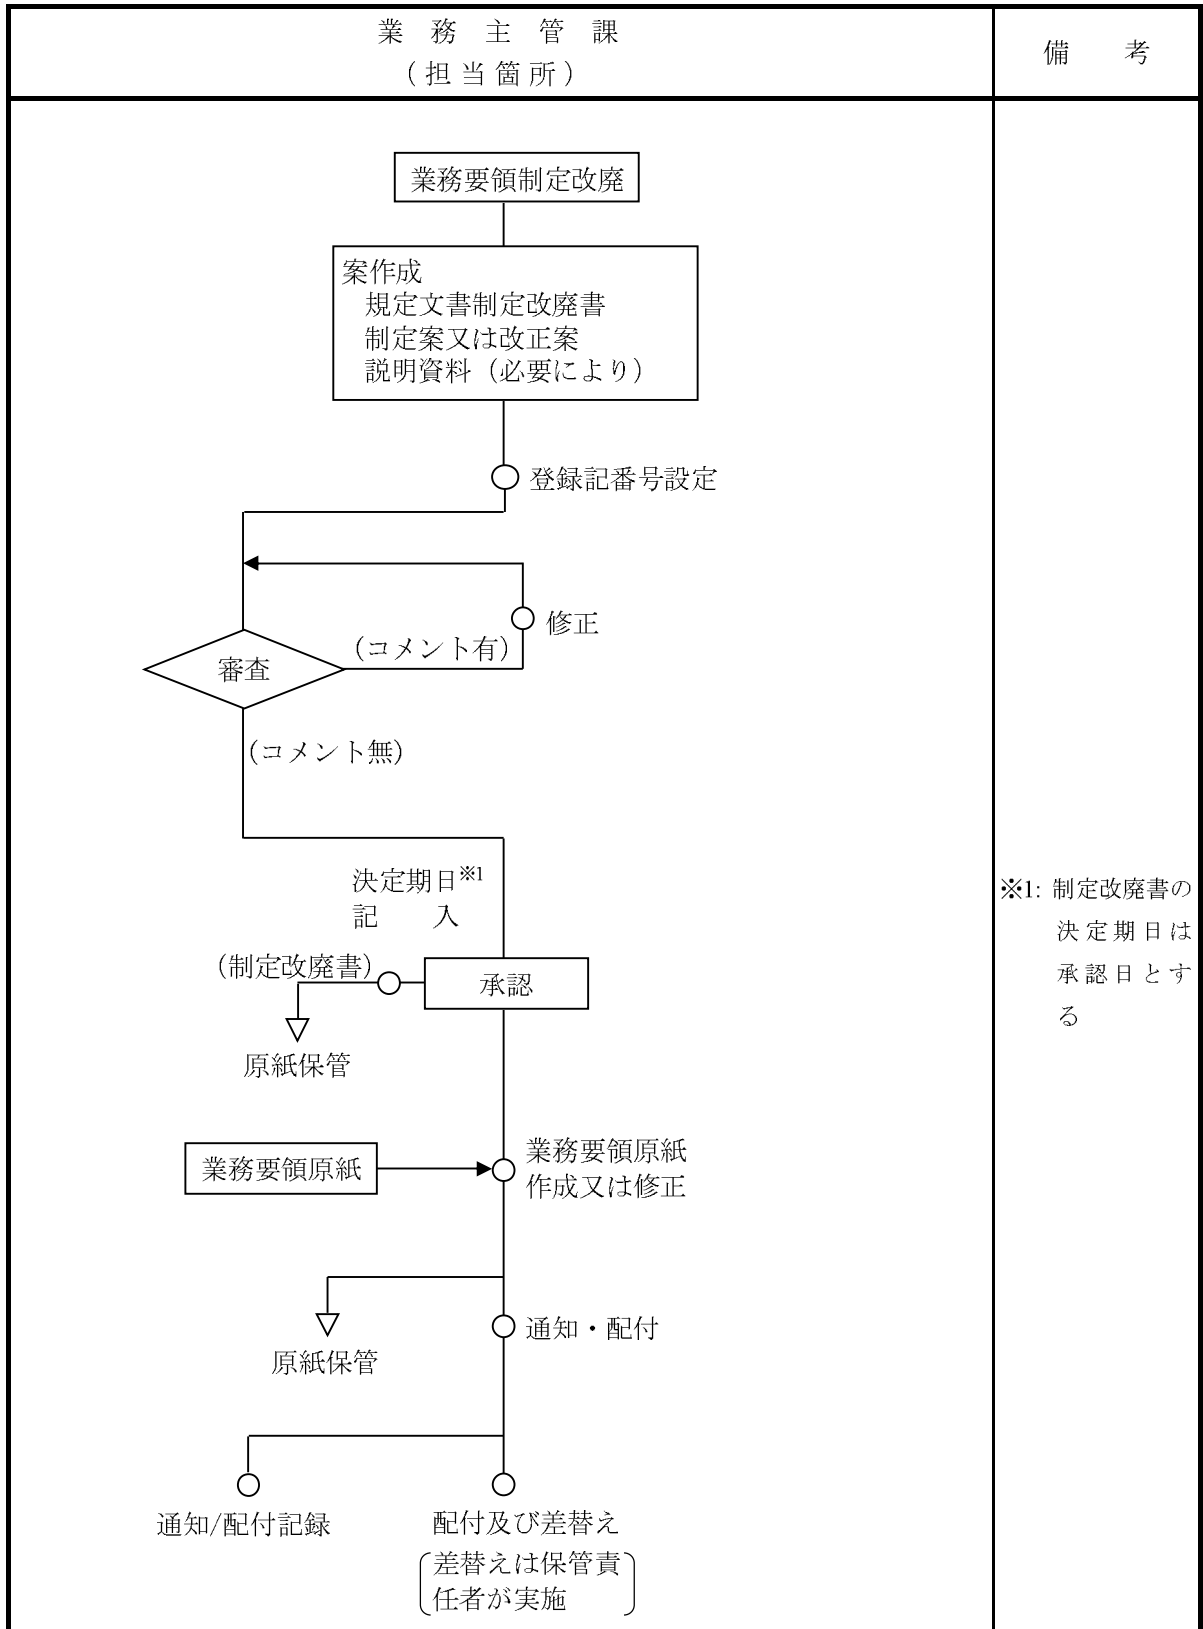 業務主管課
(担当箇所)
備考
業務要領制定改廃
案作成
規定文書制定改廃書
制定案又は改正案
説明資料（必要により）
登録記番号設定
修正
(コメント有)
審査
(コメント無)
決定期日※1
記入
(制定改廃書)
承認
原紙保管
業務要領原紙
業務要領原紙
作成又は修正
原紙保管
通知・配付
通知/配付記録
配付及び差替え
差替えは保管責
任者が実施
※1: 制定改廃書の
決定期日は
承認日とす
る